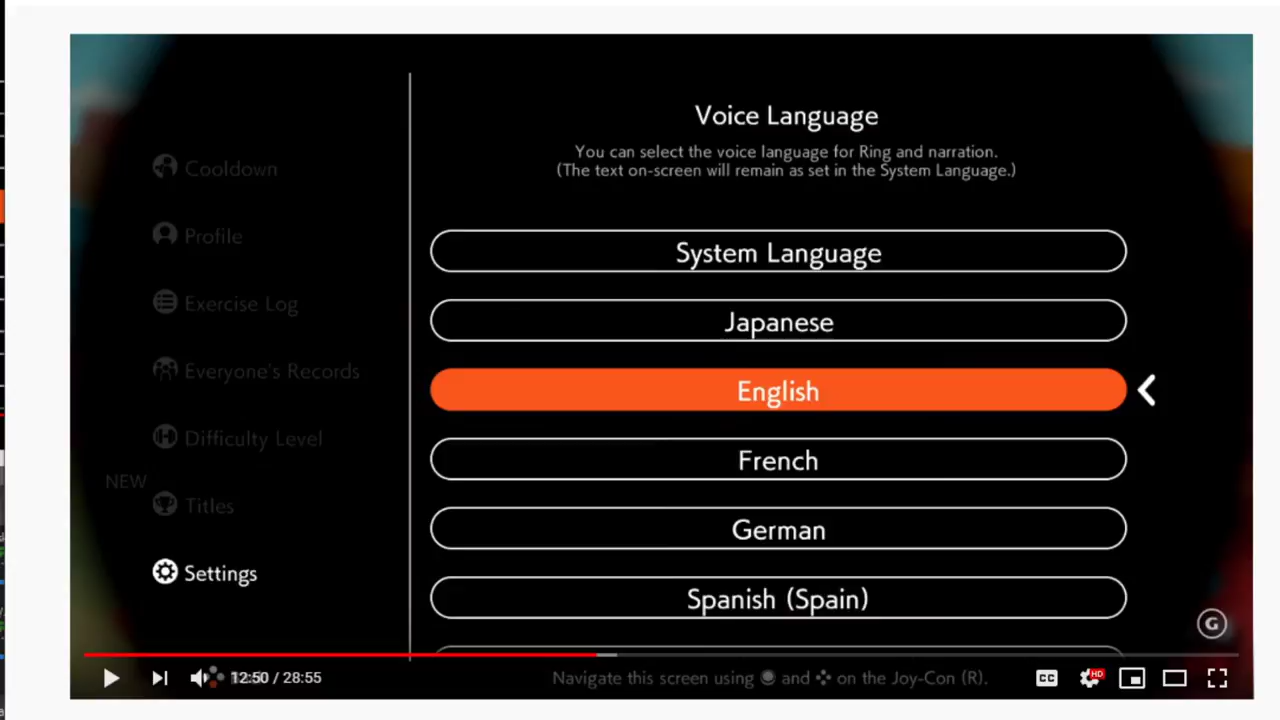 Voice Language
You can select the voice language for Ring and narration.
(The text on-screen will remain as set in the System Language.)
Cooldown
Profile
Exercise Log
Everyone's Records
Difficulty Level
NEW
Titles
Settings
System Language
Japanese
English
French
German
Spanish (Spain)
G
12:50 / 28:55
Navigate this screen using and on the Joy-Con (R).
CC
HD